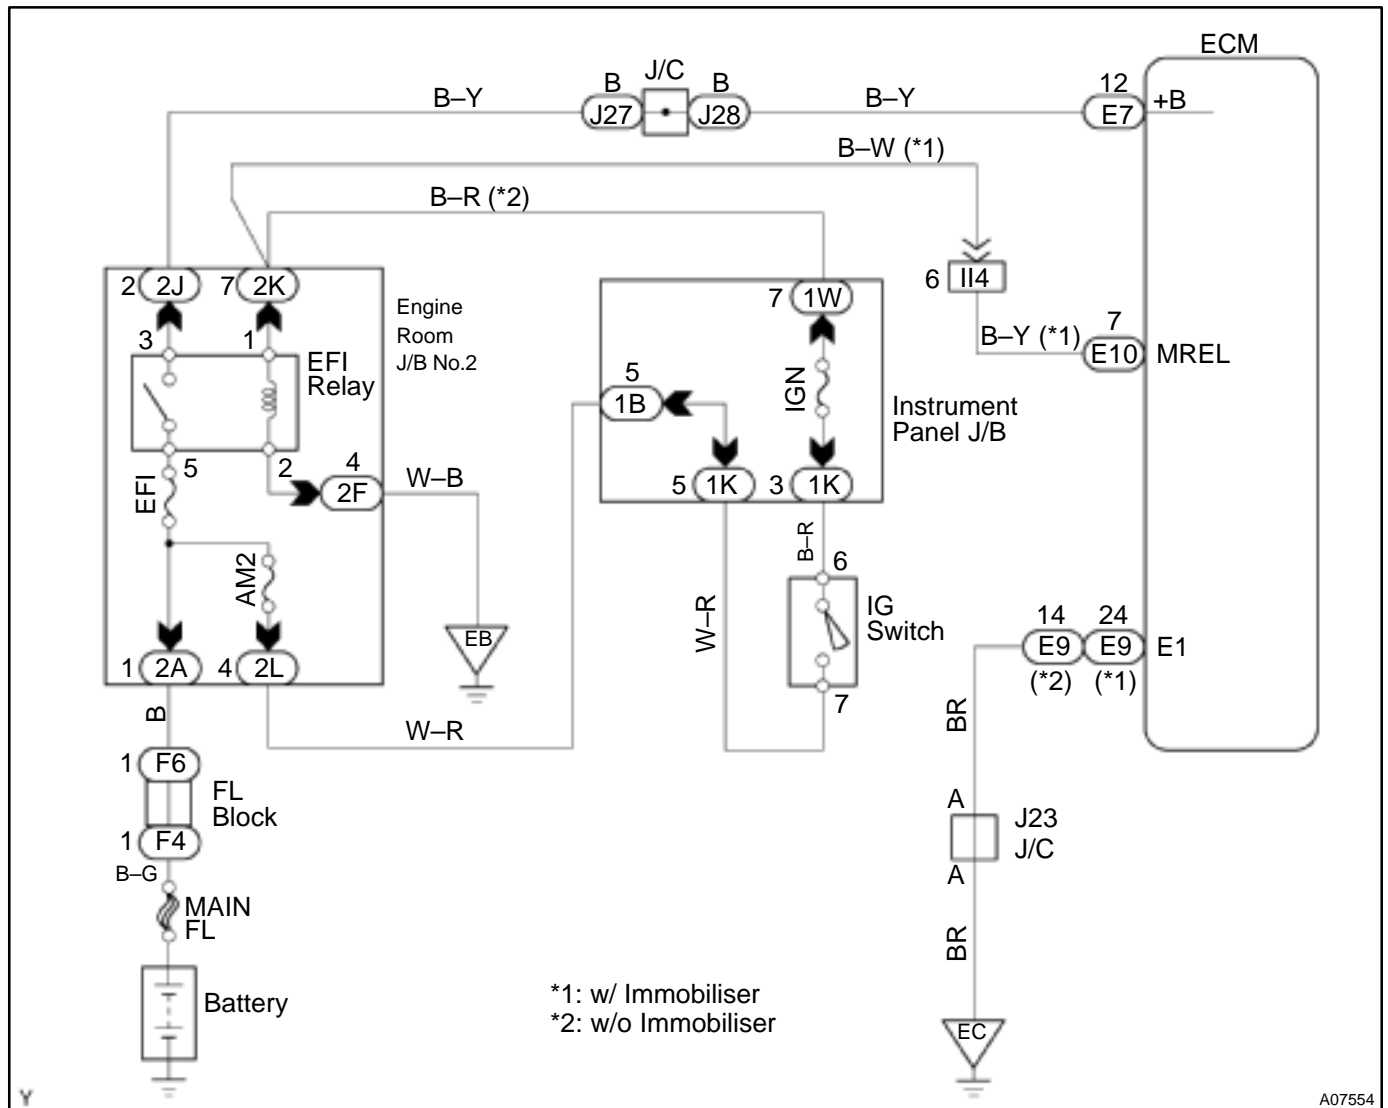 ECM
J/C
B
B
12
B–Y
J27
J28
B–Y
E7
+B
B–W (*1)
B–R (*2)
2
2J
7
2K
Engine
Room
J/B No.2
7
1W
6
II4
7
3
1
EFI
Relay
B–Y (*1)
E10
MREL
5
1B
IGN
Instrument
Panel J/B
5
2
4
EFI
2F
W–B
5
1K
3
1K
B–R
6
AM2
W–R
IG
Switch
14
24
EB
E9
E9
E1
(*2)
(*1)
1
2A
4
2L
7
B
W–R
BR
1
F6
FL
Block
A
J23
J/C
1
F4
A
B–G
MAIN
FL
BR
Battery
*1: w/ Immobiliser
*2: w/o Immobiliser
EC
Y
A07554